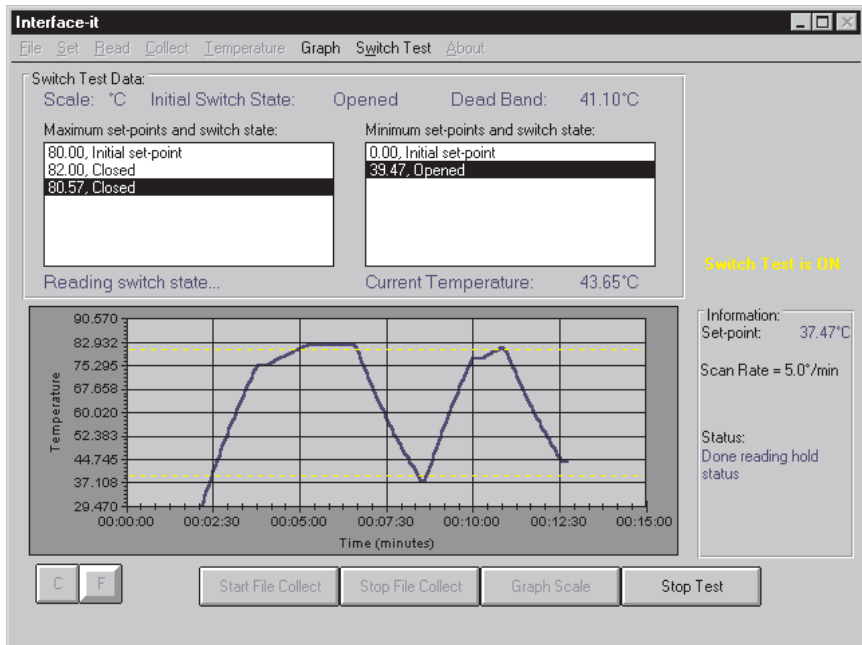 Interface-it
File Set Read Collect Temperature Graph Switch Test About
Switch Test Data:
Scale: °C Initial Switch State: Opened Dead Band: 41.10°C
Maximum set-points and switch state:
80.00, Initial set-point
82.00, Closed
80.57, Closed
Minimum set-points and switch state:
0.00, Initial set-point
39.47, Opened
Reading switch state...
Current Temperature: 43.65°C
Switch Test is ON
90.570
82.932
75.295
67.658
60.020
52.383
44.745
37.108
29.470
Temperature
00:00:00 00:02:30 00:05:00 00:07:30 00:10:00 00:12:30 00:15:00
Time (minutes)
Information:
Set-point: 37.47°C
Scan Rate = 5.0°/min
Status:
Done reading hold
status
C F Start File Collect Stop File Collect Graph Scale Stop Test